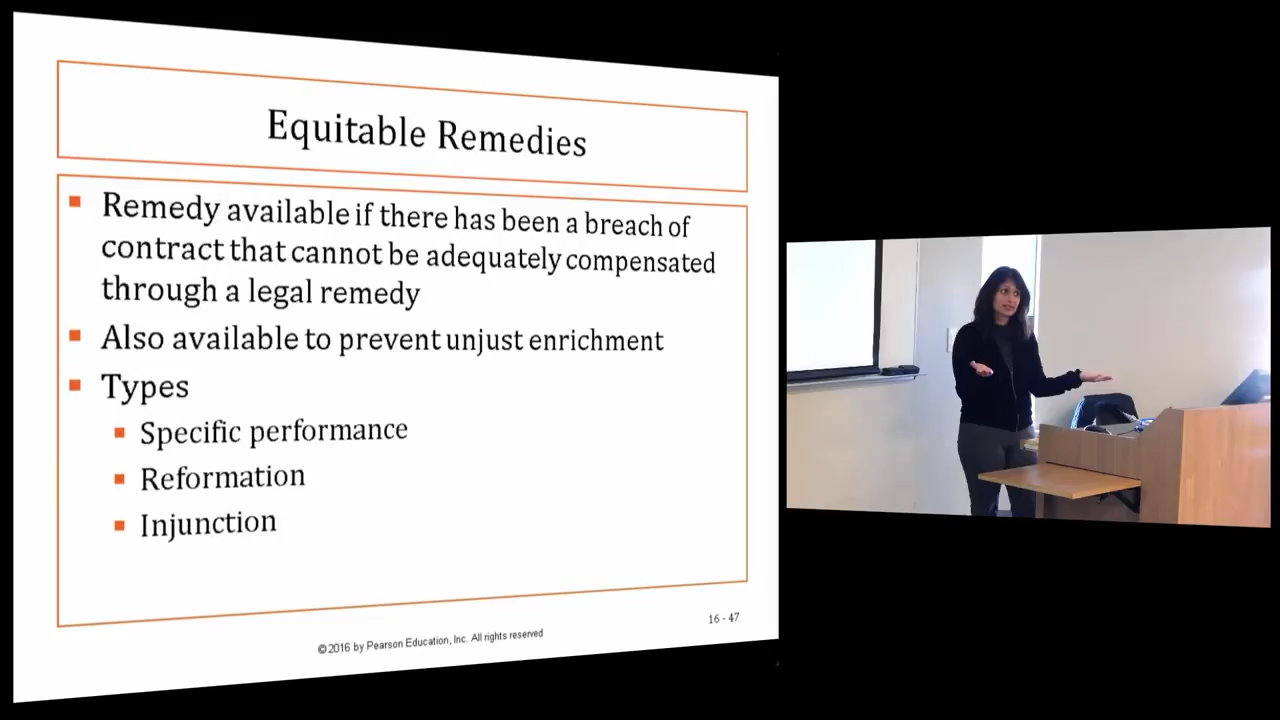 Equitable Remedies
Remedy available if there has been a breach of
contract that cannot be adequately compensated
through a legal remedy
Also available to prevent unjust enrichment
Types
Specific performance
Reformation
Injunction
16 - 47
©2016 by Pearson Education, Inc. All rights reserved